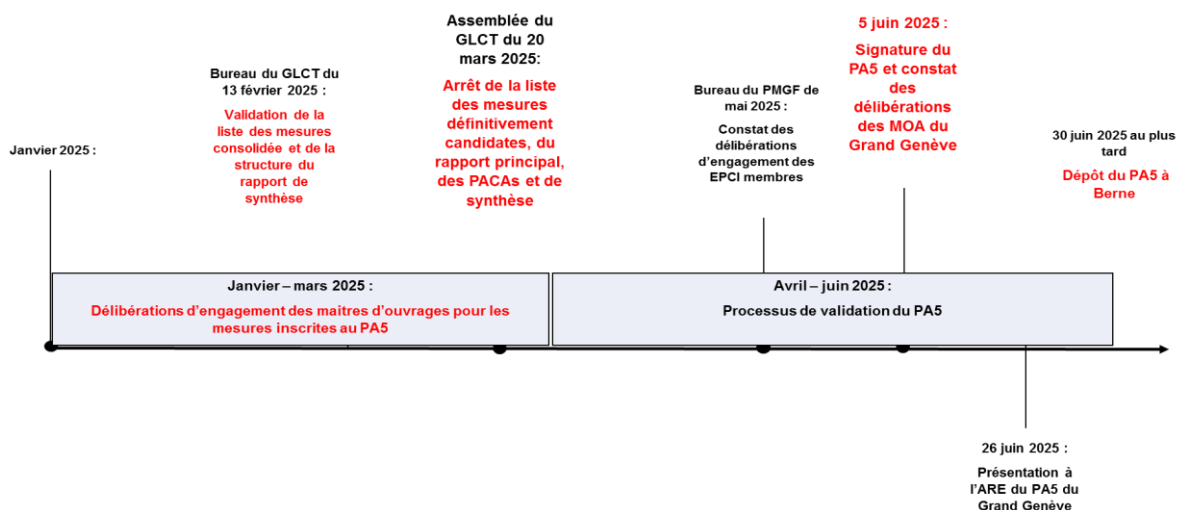 Janvier 2025 :
Bureau du GLCT du
13 février 2025 :
Validation de la
liste des mesures
consolidée et de la
structure du
rapport de
synthèse
Assemblée du
GLCT du 20
mars 2025:
Arrêt de la liste
des mesures
définitivement
candidates, du
rapport principal,
des PACAs et de
synthèse
Bureau du PMGF de
mai 2025 :
Constat des
délibérations
d’engagement des
EPCI membres
5 juin 2025 :
Signature du
PA5 et constat
des
délibérations
des MOA du
Grand Genève
30 juin 2025 au plus
tard
Dépôt du PA5 à
Berne
Janvier – mars 2025 :
Délibérations d’engagement des maitres d’ouvrages pour les
mesures inscrites au PA5
Avril – juin 2025 :
Processus de validation du PA5
26 juin 2025 :
Présentation à
l’ARE du PA5 du
Grand Genève